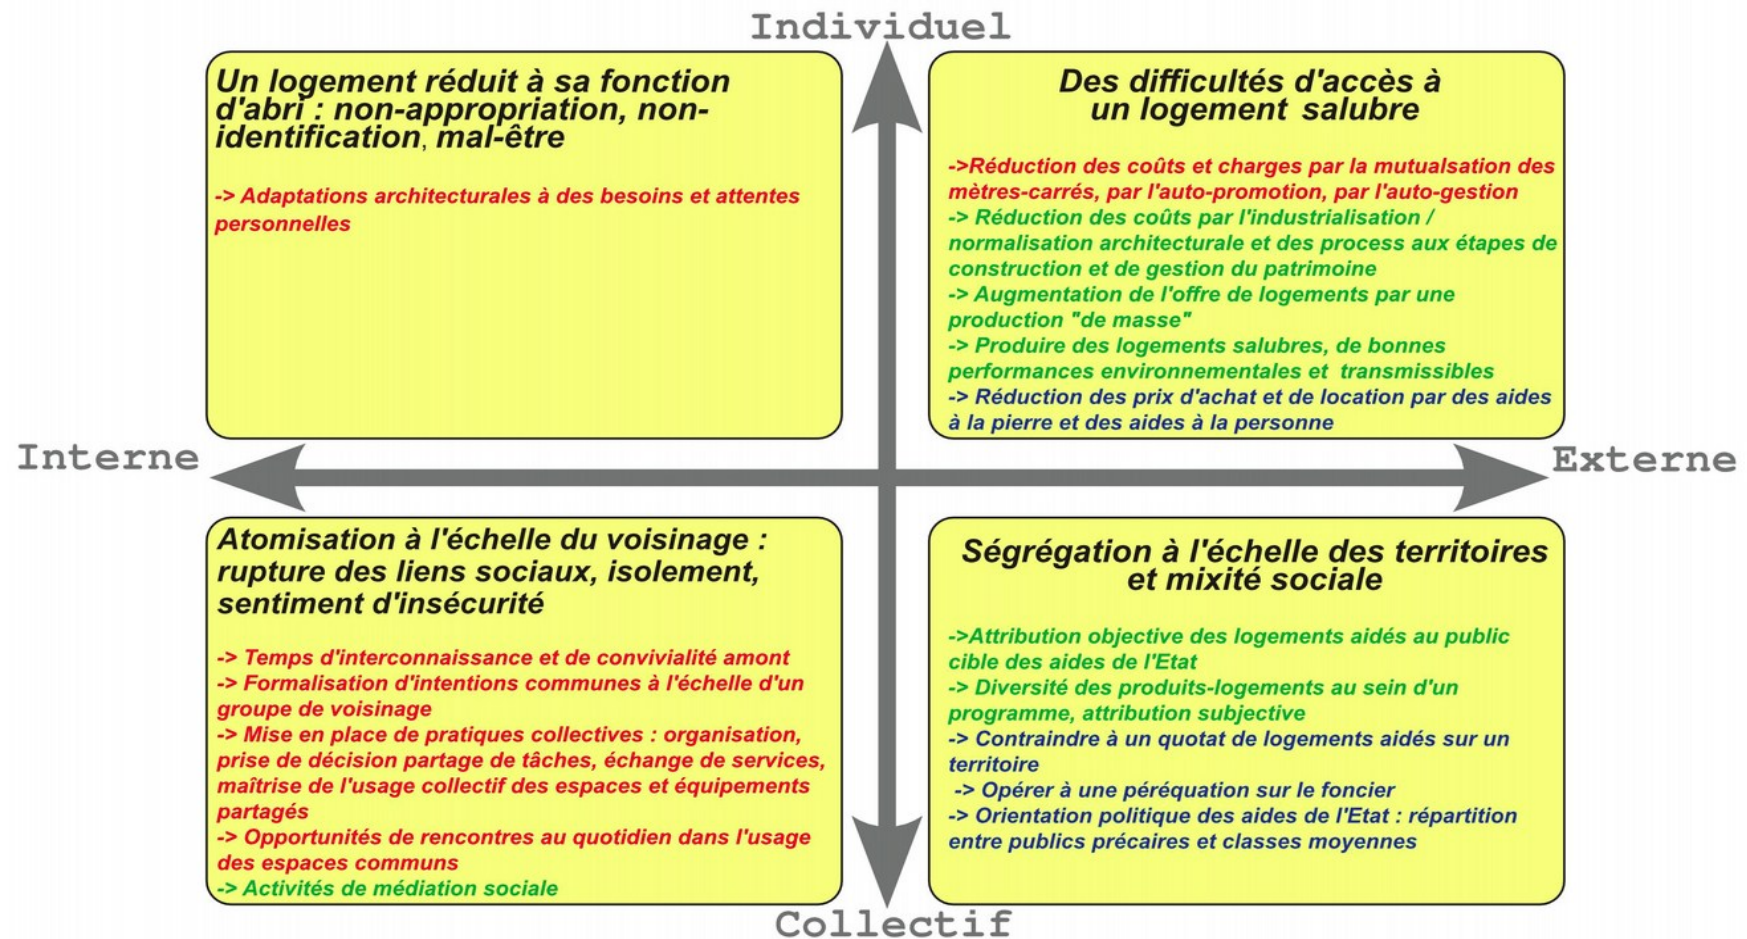 Individuel
Un logement réduit à sa fonction
d'abri : non-appropriation, non-
identification, mal-être
-> Adaptations architecturales à des besoins et attentes
personnelles
Des difficultés d'accès à
un logement salubre
->Réduction des coûts et charges par la mutualsation des
mètres-carrés, par l'auto-promotion, par l'auto-gestion
-> Réduction des coûts par l'industrialisation /
normalisation architecturale et des process aux étapes de
construction et de gestion du patrimoine
-> Augmentation de l'offre de logements par une
production "de masse"
-> Produire des logements salubres, de bonnes
performances environnementales et transmissibles
-> Réduction des prix d'achat et de location par des aides
à la pierre et des aides à la personne
Interne
Externe
Atomisation à l'échelle du voisinage :
rupture des liens sociaux, isolement,
sentiment d'insécurité
-> Temps d'interconnaissance et de convivialité amont
-> Formalisation d'intentions communes à l'échelle d'un
groupe de voisinage
-> Mise en place de pratiques collectives : organisation,
prise de décision partage de tâches, échange de services,
maîtrise de l'usage collectif des espaces et équipements
partagés
-> Opportunités de rencontres au quotidien dans l'usage
des espaces communs
-> Activités de médiation sociale
Ségrégation à l'échelle des territoires
et mixité sociale
->Attribution objective des logements aidés au public
cible des aides de l'Etat
-> Diversité des produits-logements au sein d'un
programme, attribution subjective
-> Contraindre à un quotat de logements aidés sur un
territoire
-> Opérer à une péréquation sur le foncier
-> Orientation politique des aides de l'Etat : répartition
entre publics précaires et classes moyennes
Collectif